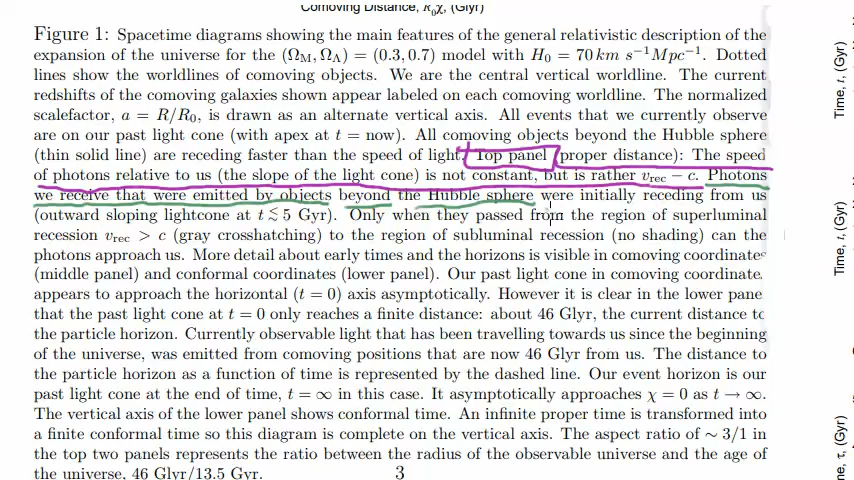 Comoving Distance, R₀χ, (Glyr)
Figure 1: Spacetime diagrams showing the main features of the general relativistic description of the
expansion of the universe for the (Ω_M, Ω_Λ) = (0.3, 0.7) model with H₀ = 70 km s⁻¹Mpc⁻¹. Dotted
lines show the worldlines of comoving objects. We are the central vertical worldline. The current
redshifts of the comoving galaxies shown appear labeled on each comoving worldline. The normalized
scalefactor, a = R/R₀, is drawn as an alternate vertical axis. All events that we currently observe
are on our past light cone (with apex at t = now). All comoving objects beyond the Hubble sphere
(thin solid line) are receding faster than the speed of light. Top panel (proper distance): The speed
of photons relative to us (the slope of the light cone) is not constant, but is rather v_rec − c. Photons
we receive that were emitted by objects beyond the Hubble sphere were initially receding from us
(outward sloping lightcone at t ≲ 5 Gyr). Only when they passed from the region of superluminal
recession v_rec > c (gray crosshatching) to the region of subluminal recession (no shading) can the
photons approach us. More detail about early times and the horizons is visible in comoving coordinates
(middle panel) and conformal coordinates (lower panel). Our past light cone in comoving coordinate
appears to approach the horizontal (t = 0) axis asymptotically. However it is clear in the lower pane
that the past light cone at t = 0 only reaches a finite distance: about 46 Glyr, the current distance to
the particle horizon. Currently observable light that has been travelling towards us since the beginning
of the universe, was emitted from comoving positions that are now 46 Glyr from us. The distance to
the particle horizon as a function of time is represented by the dashed line. Our event horizon is our
past light cone at the end of time, t = ∞ in this case. It asymptotically approaches χ = 0 as t → ∞.
The vertical axis of the lower panel shows conformal time. An infinite proper time is transformed into
a finite conformal time so this diagram is complete on the vertical axis. The aspect ratio of ∼ 3/1 in
the top two panels represents the ratio between the radius of the observable universe and the age of
the universe, 46 Glyr/13.5 Gyr.
3
Time, t, (Gyr)
Time, t, (Gyr)
e, τ, (Gyr)